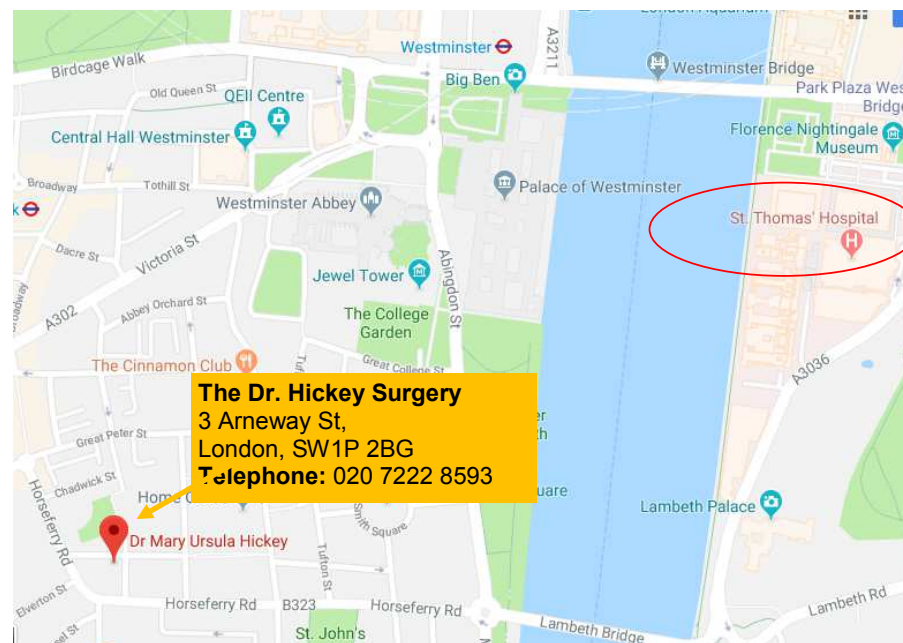 London Aquarium
Westminster
A3211
Birdcage Walk
Big Ben
Westminster Bridge
Old Queen St
QEII Centre
Park Plaza Wes
Bridge
Central Hall Westminster
Florence Nightingale
Museum
Broadway
Tothill St
Palace of Westminster
Westminster Abbey
k
St. Thomas' Hospital
H
Dacre St
Victoria St
Abingdon St
Jewel Tower
A302
Abbey Orchard St
The College
Garden
The Cinnamon Club
Great College St
A3036
The Dr. Hickey Surgery
3 Arneway St,
London, SW1P 2BG
Telephone: 020 7222 8593
Great Peter St
Chadwick St
Home
quare
Lambeth Palace
Horseferry Rd
Smith Square
Dr Mary Ursula Hickey
Tufton St
Elverton St
Horseferry Rd
B323
Horseferry Rd
Lambeth Rd
Lambeth Bridge
St. John's